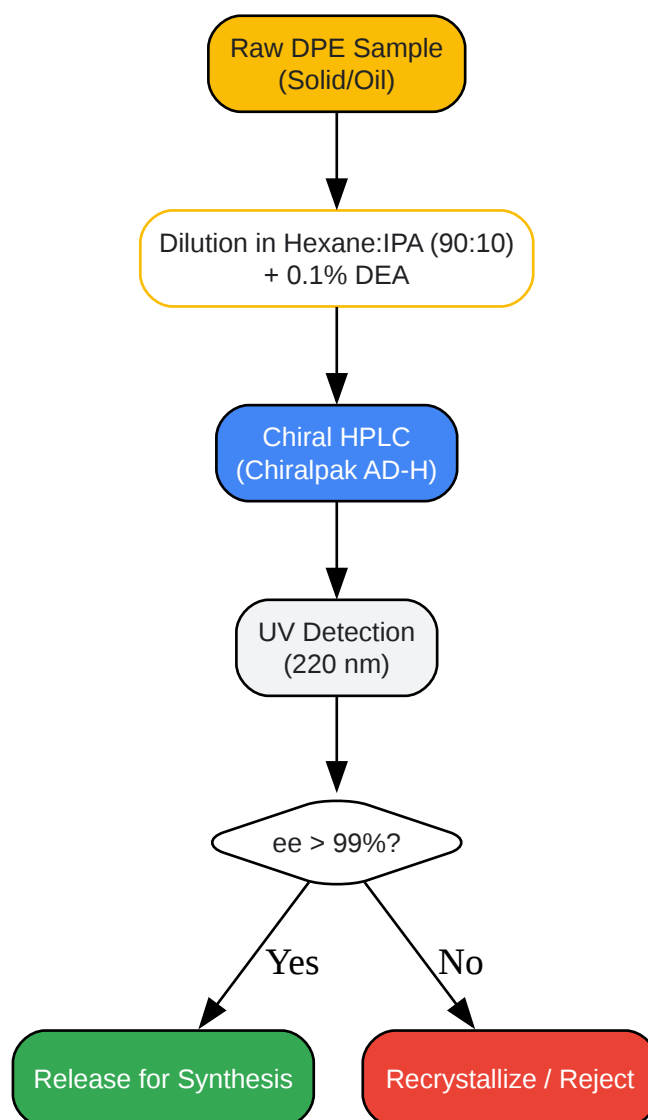 Raw DPE Sample
(Solid/Oil)
Dilution in Hexane:IPA (90:10)
+ 0.1% DEA
Chiral HPLC
(Chiralpak AD-H)
UV Detection
(220 nm)
ee > 99%?
Yes
No
Release for Synthesis
Recrystallize / Reject